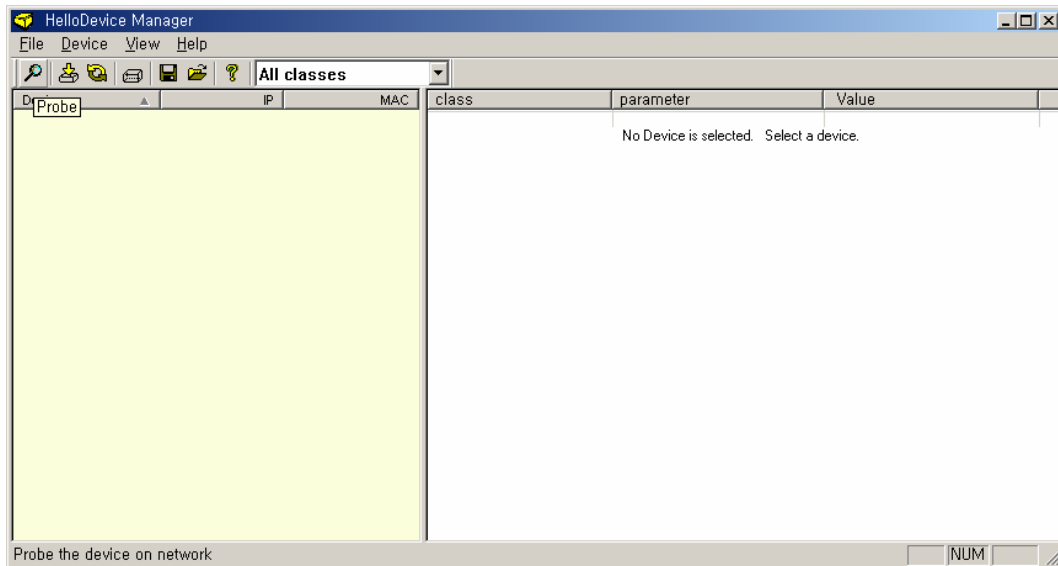 HelloDevice Manager
File Device View Help
All classes
IP MAC class parameter Value
Probe
No Device is selected. Select a device.
Probe the device on network NUM